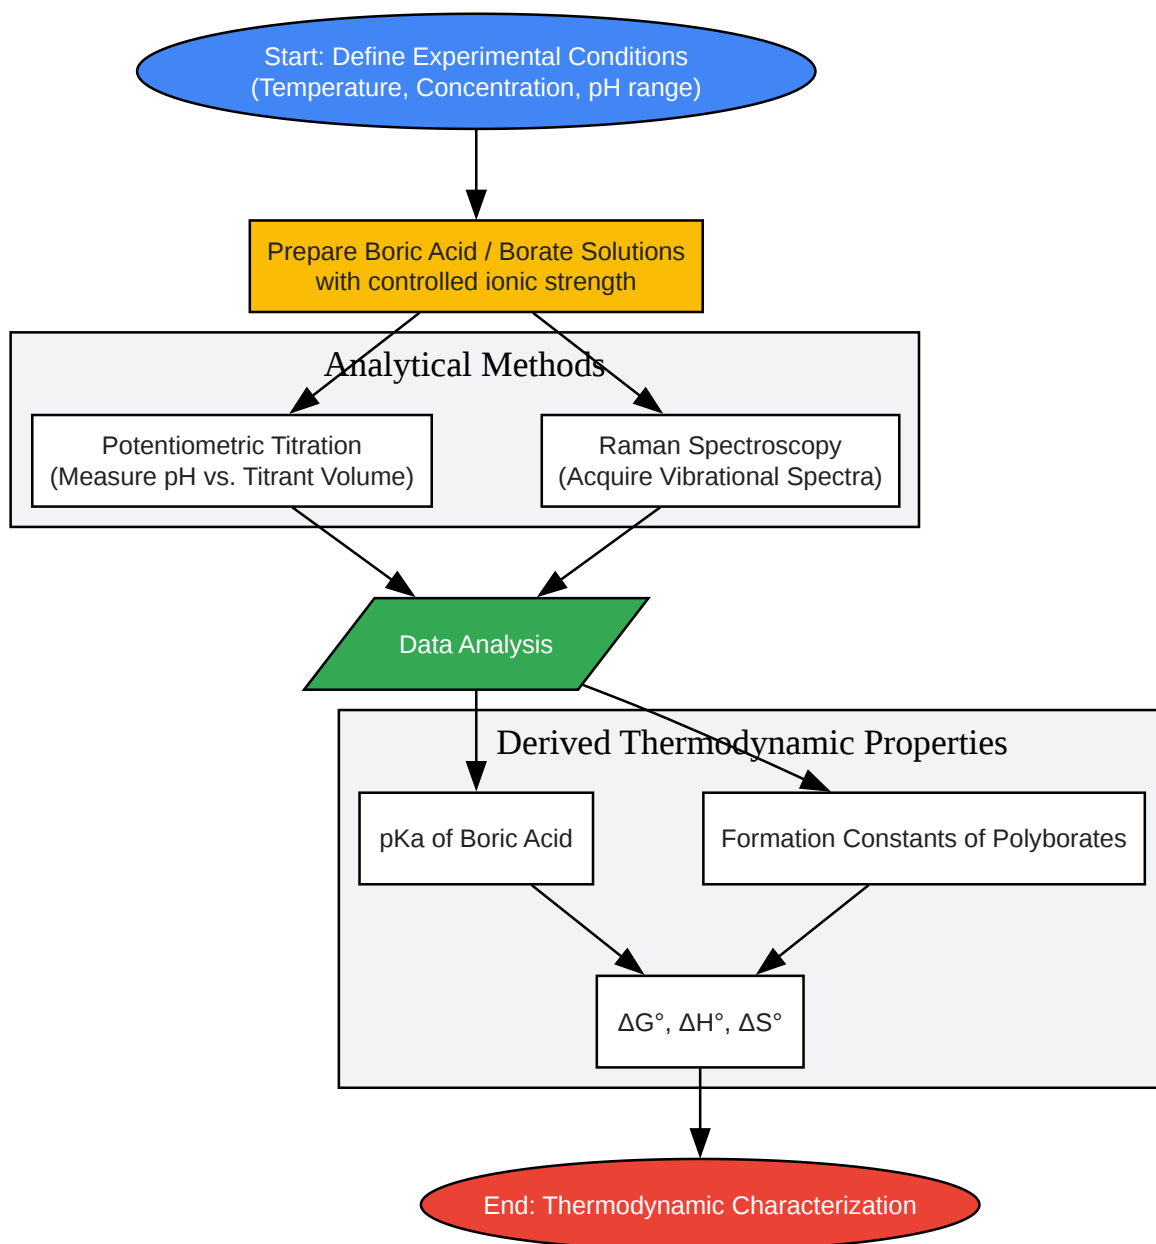 Start: Define Experimental Conditions
(Temperature, Concentration, pH range)
Prepare Boric Acid / Borate Solutions
with controlled ionic strength
Analytical Methods
Potentiometric Titration
(Measure pH vs. Titrant Volume)
Raman Spectroscopy
(Acquire Vibrational Spectra)
Data Analysis
Derived Thermodynamic Properties
pKa of Boric Acid
Formation Constants of Polyborates
ΔG°, ΔH°, ΔS°
End: Thermodynamic Characterization